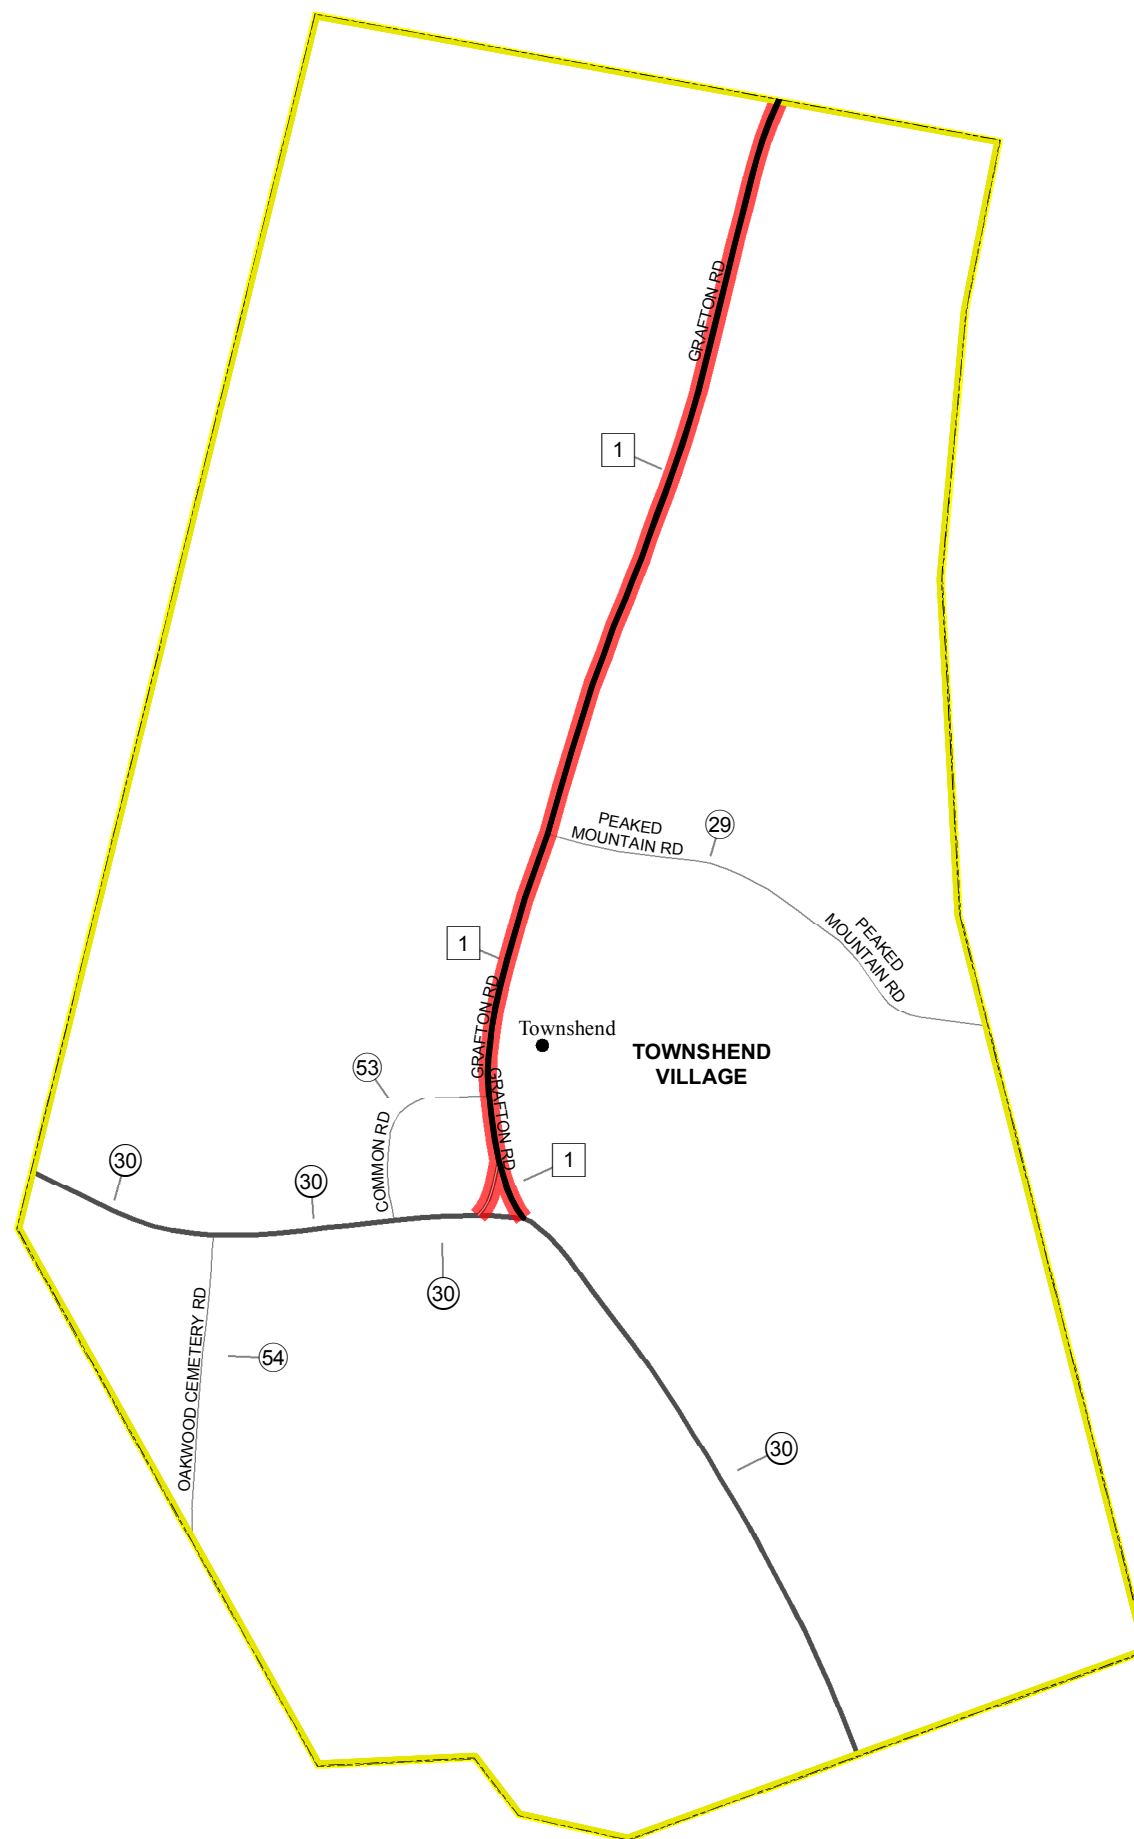 GRAFTON RD
1
PEAKED
MOUNTAIN RD
29
PEAKED
MOUNTAIN RD
1
GRAFTON RD
Townshend
TOWNSHEND
VILLAGE
53
GRAFTON RD
COMMON RD
1
30
30
30
OAKWOOD CEMETERY RD
54
30